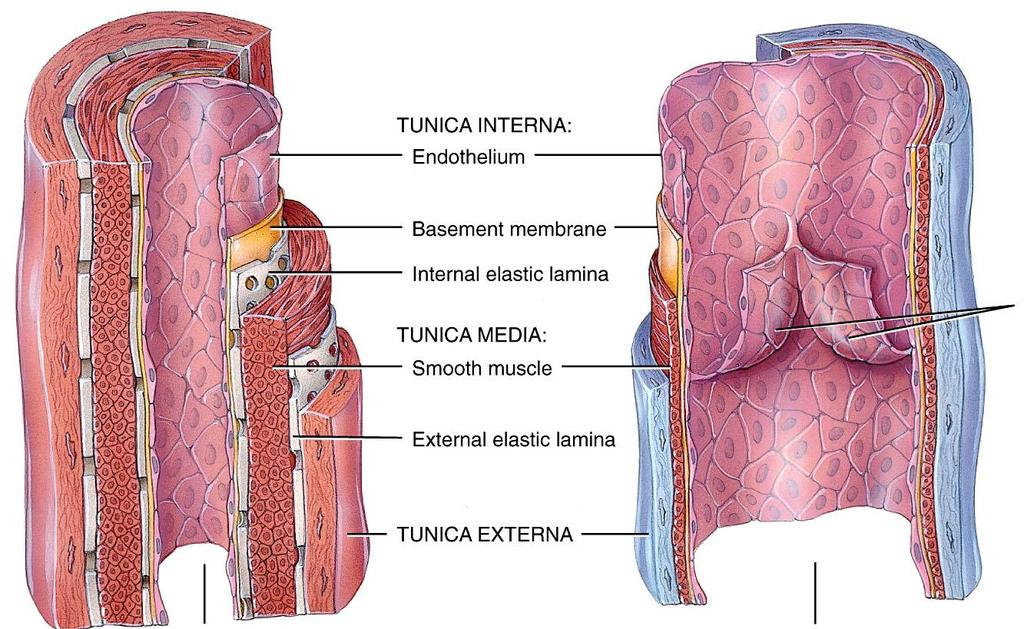 TUNICA INTERNA:
Endothelium
Basement membrane
Internal elastic lamina
TUNICA MEDIA:
Smooth muscle
External elastic lamina
TUNICA EXTERNA